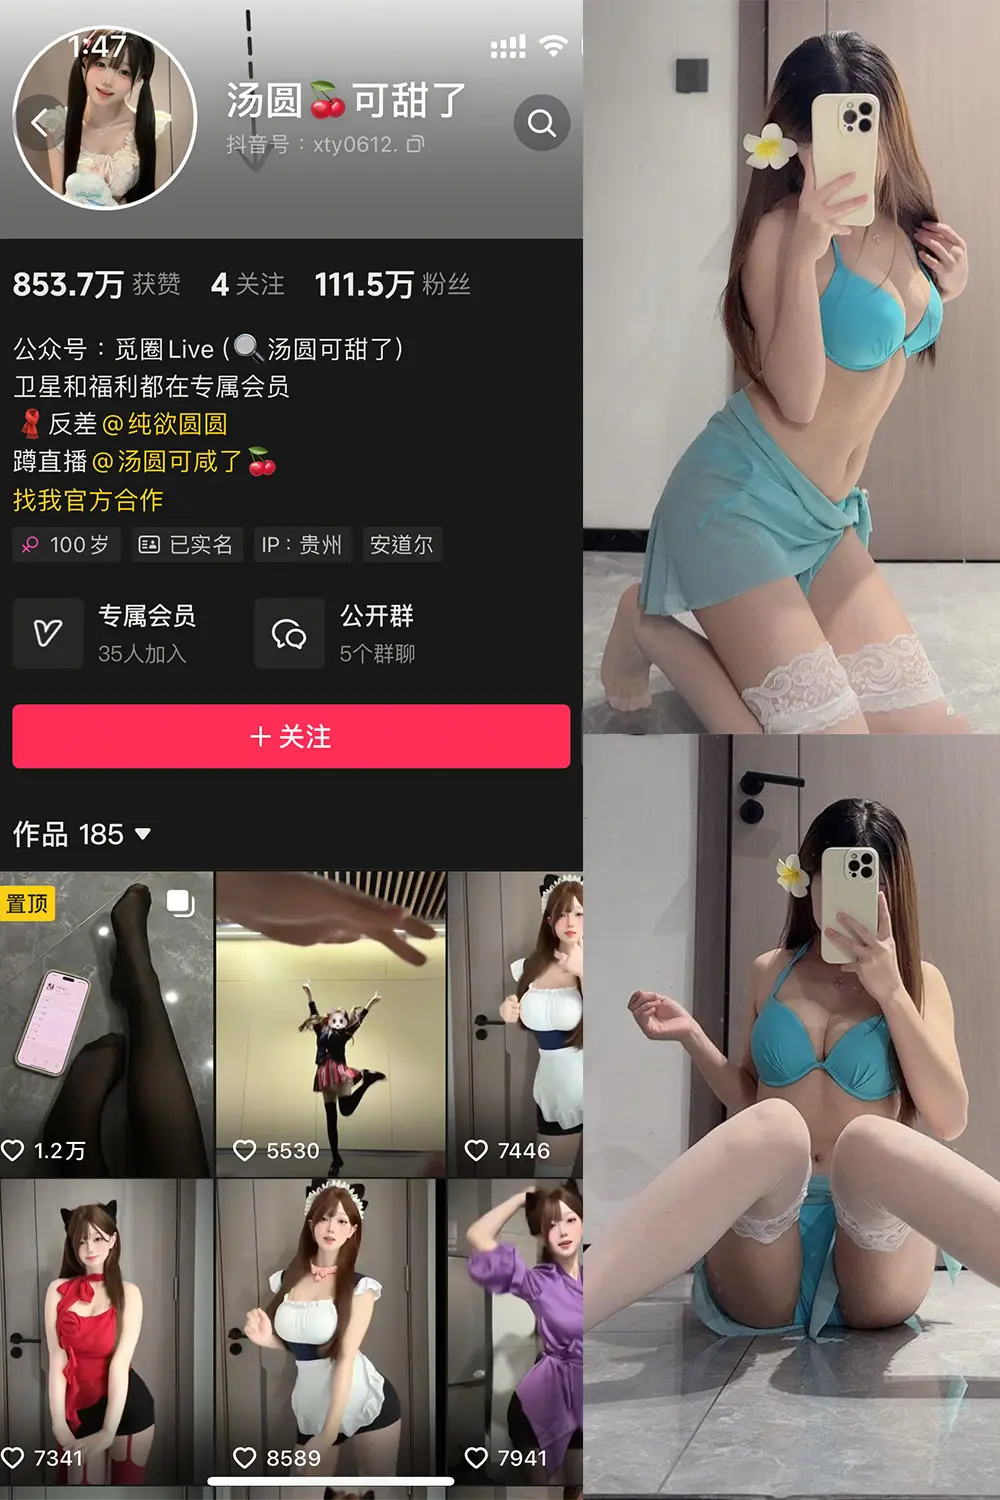 1:47
汤圆🍒可甜了
抖音号：xty0612.
853.7万 获赞 4 关注 111.5万 粉丝
公众号：觅圈Live (🔍汤圆可甜了)
卫星和福利都在专属会员
🧣反差@纯欲圆圆
蹲直播@汤圆可咸了🍒
找我官方合作
100岁 已实名 IP：贵州 安道尔
专属会员 公开群
35人加入 5个群聊
+ 关注
作品 185
置顶
1.2万 5530 7446
7341 8589 7941